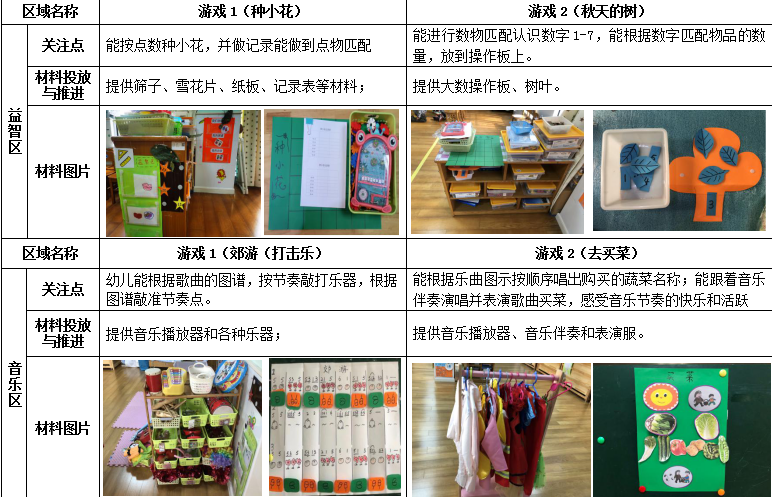 区域名称
游戏 1（种小花）
游戏 2（秋天的树）
益智区
关注点
能按点数种小花，并做记录能做到点物匹配
能进行数物匹配认识数字 1-7，能根据数字匹配物品的数
量，放到操作板上。
材料投放
与推进
提供筛子、雪花片、纸板、记录表等材料；
提供大数操作板、树叶。
材料图片
种小花
3
区域名称
游戏 1（郊游（打击乐）
游戏 2（去买菜）
音乐区
关注点
幼儿能根据歌曲的图谱，按节奏敲打乐器，根据
图谱敲准节奏点。
能根据乐曲图示按顺序唱出购买的蔬菜名称；能跟着音乐
伴奏演唱并表演歌曲买菜，感受音乐节奏的快乐和活跃
材料投放
与推进
提供音乐播放器和各种乐器；
提供音乐播放器、音乐伴奏和表演服。
材料图片
郊游
买菜